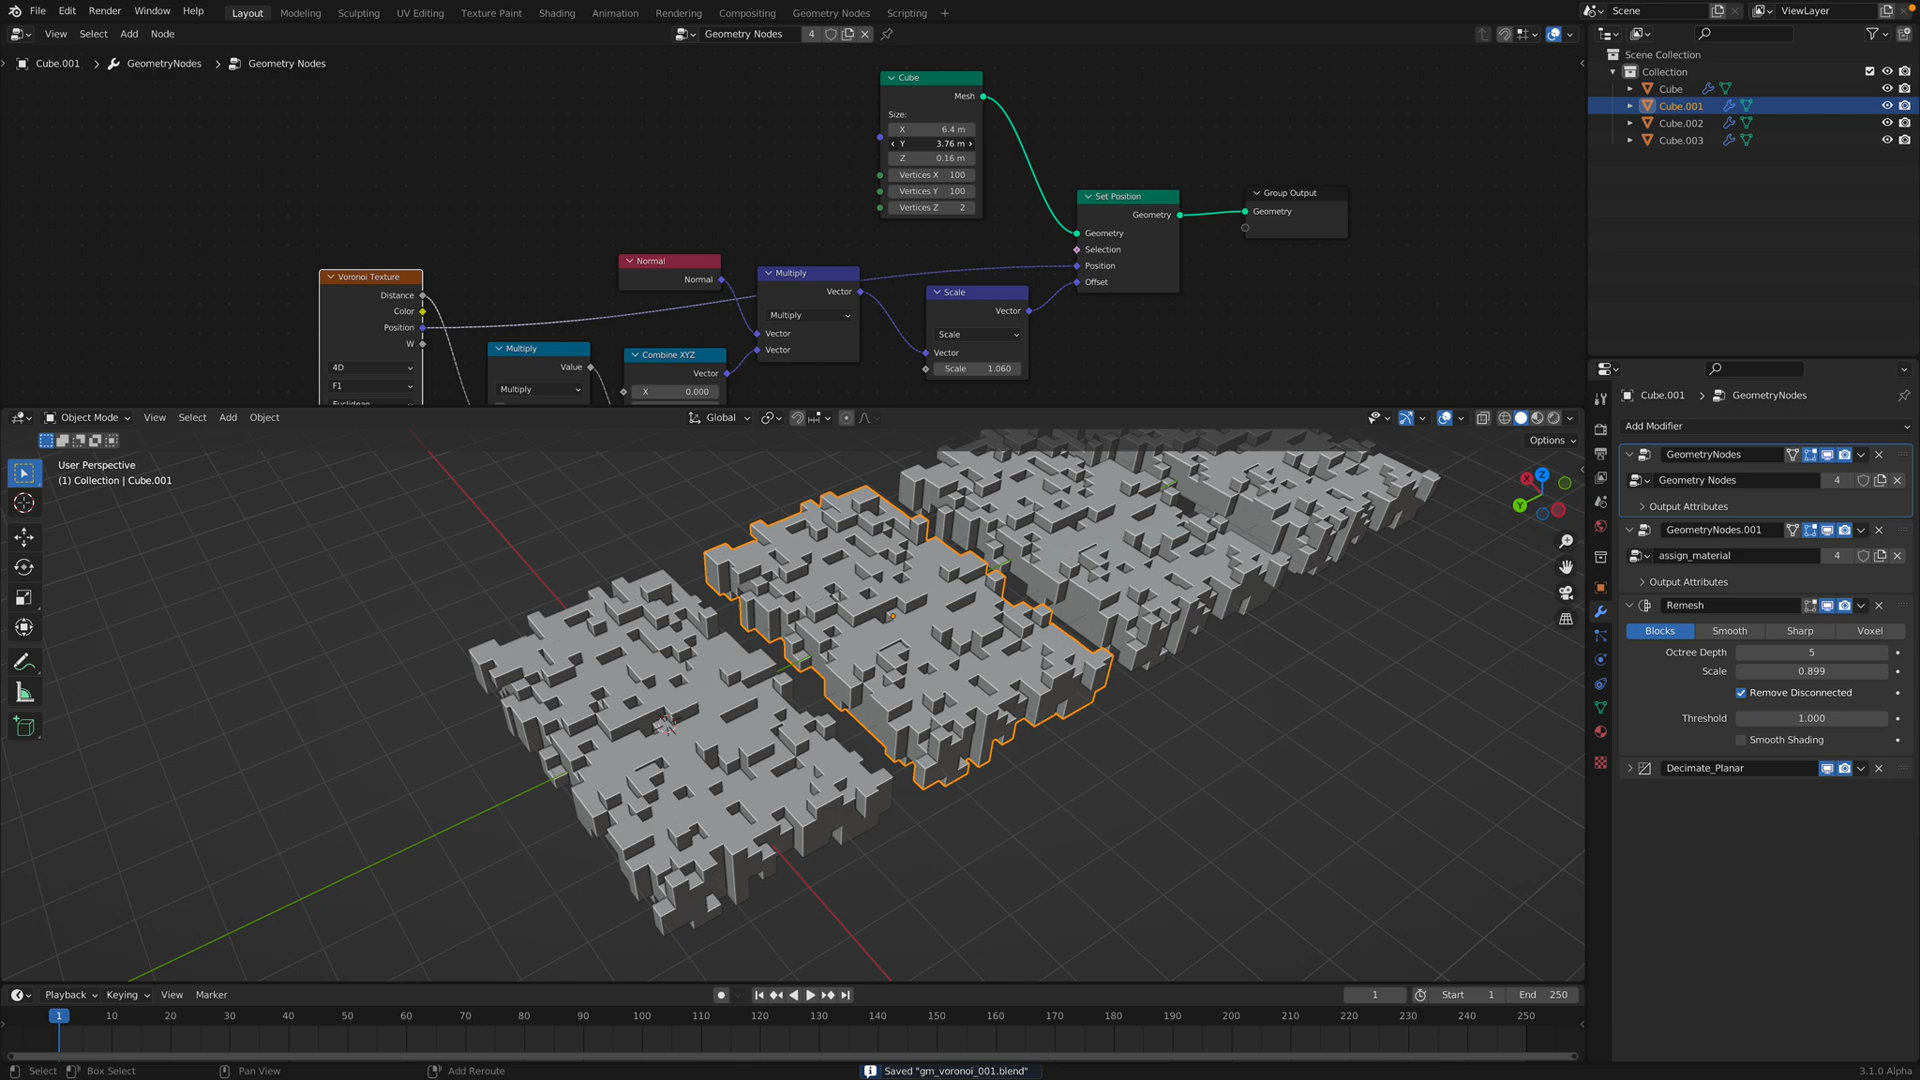 File Edit Render Window Help Layout Modeling Sculpting UV Editing Texture Paint Shading Animation Rendering Compositing Geometry Nodes Scripting + Scene ViewLayer
View Select Add Node Geometry Nodes 4
Cube.001 > GeometryNodes > Geometry Nodes
Cube
Mesh
Size:
X 6.4 m
Y 3.76 m
Z 0.16 m
Vertices X 100
Vertices Y 100
Vertices Z 2
Set Position
Geometry
Geometry
Selection
Position
Offset
Group Output
Geometry
Normal
Normal
Multiply
Vector
Multiply
Vector
Vector
Scale
Vector
Scale
Vector
Scale 1.060
Voronoi Texture
Distance
Color
Position
W
4D
F1
Multiply
Value
Multiply
Combine XYZ
Vector
X 0.000
Scene Collection
Collection
Cube
Cube.001
Cube.002
Cube.003
Object Mode View Select Add Object Global
Options
User Perspective
(1) Collection | Cube.001
X
Y
Z
Cube.001 > GeometryNodes
Add Modifier
GeometryNodes
Geometry Nodes 4
Output Attributes
GeometryNodes.001
assign_material 4
Output Attributes
Remesh
Blocks Smooth Sharp Voxel
Octree Depth 5
Scale 0.899
Remove Disconnected
Threshold 1.000
Smooth Shading
Decimate_Planar
Playback Keying View Marker 1 Start 1 End 250
1 10 20 30 40 50 60 70 80 90 100 110 120 130 140 150 160 170 180 190 200 210 220 230 240 250
Select Box Select Pan View Add Reroute Saved "gm_voronoi_001.blend" 3.1.0 Alpha